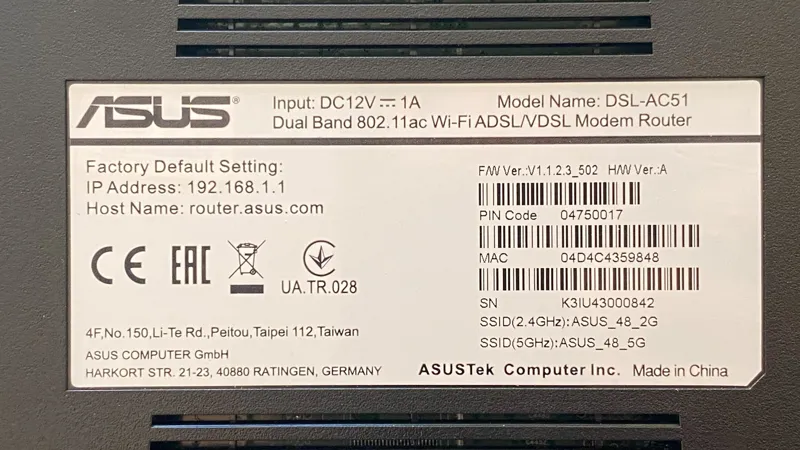 ASUS®
Input: DC12V⎓1A
Model Name: DSL-AC51
Dual Band 802.11ac Wi-Fi ADSL/VDSL Modem Router
Factory Default Setting:
IP Address: 192.168.1.1
Host Name: router.asus.com
CE EAC
UA.TR.028
4F,No.150,Li-Te Rd.,Peitou,Taipei 112,Taiwan
ASUS COMPUTER GmbH
HARKORT STR. 21-23, 40880 RATINGEN, GERMANY
F/W Ver.:V1.1.2.3_502 H/W Ver.:A
PIN Code 04750017
MAC 04D4C4359848
SN K3IU43000842
SSID(2.4GHz):ASUS_48_2G
SSID(5GHz):ASUS_48_5G
ASUSTek Computer Inc. Made in China